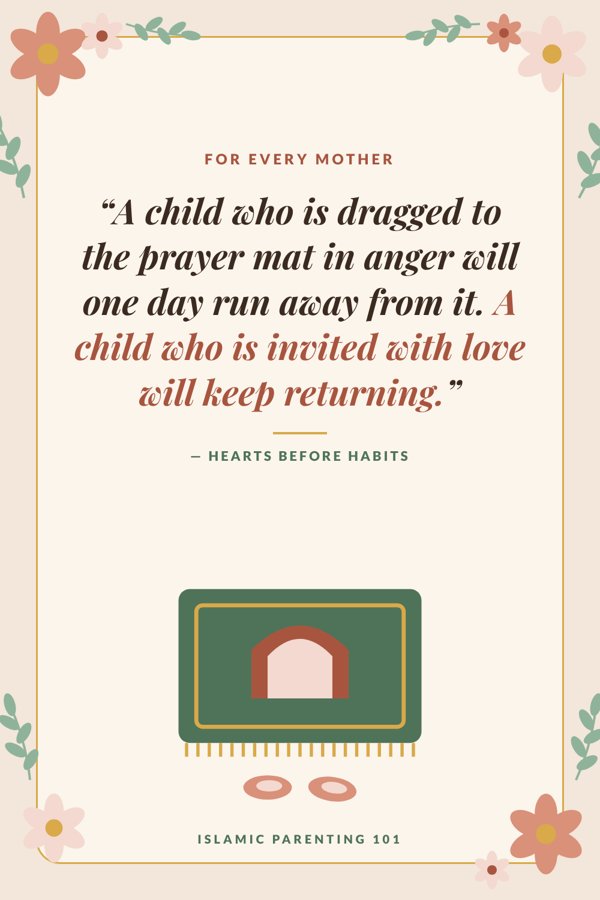 FOR EVERY MOTHER
“A child who is dragged to
the prayer mat in anger will
one day run away from it. A
child who is invited with love
will keep returning.”
— HEARTS BEFORE HABITS
ISLAMIC PARENTING 101